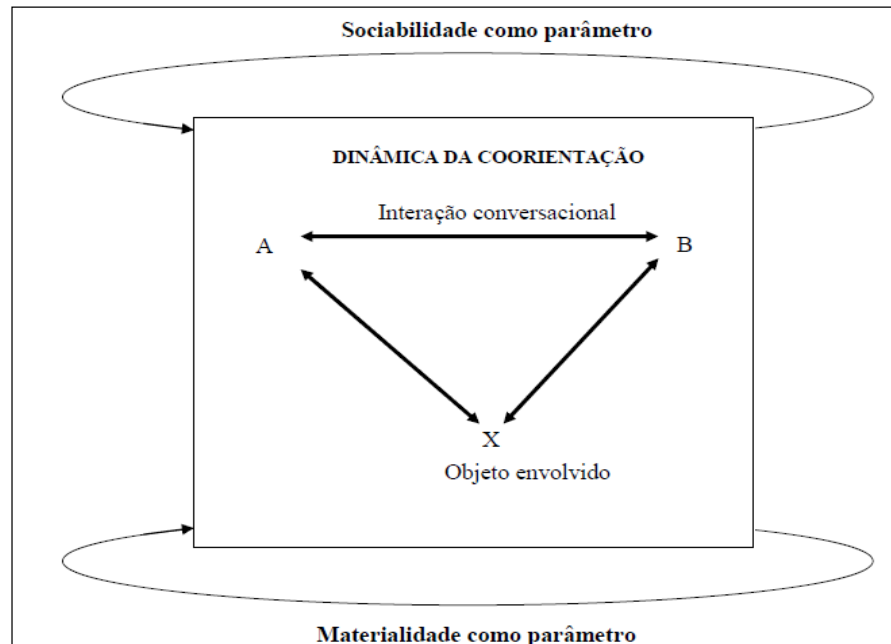 Sociabilidade como parâmetro
DINÂMICA DA COORIENTAÇÃO
Interação conversacional
A
B
X
Objeto envolvido
Materialidade como parâmetro